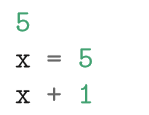 5
x = 5
x + 1